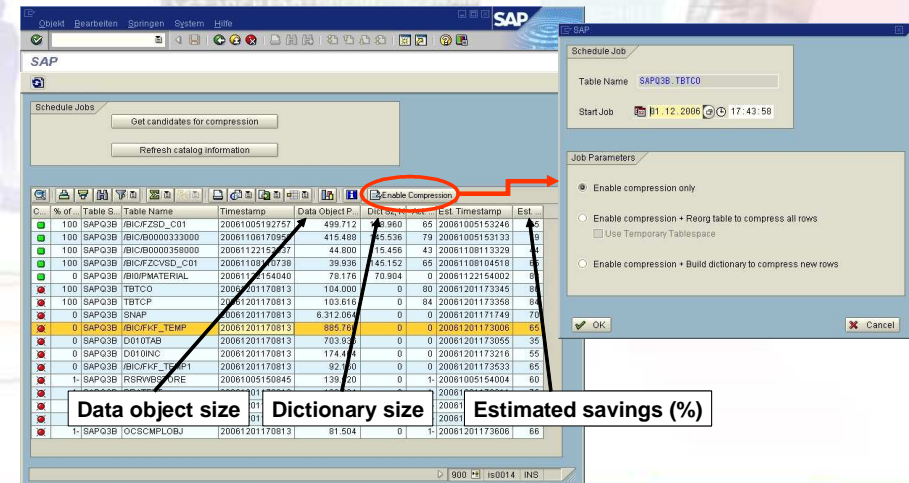 Objekt Bearbeiten Springen System Hilfe
SAP
SAP
Schedule Jobs
Get candidates for compression
Refresh catalog information
Enable Compression
C... % of... Table S... Table Name Timestamp Data Object P... Dict Est. Timestamp Est. ...
100 SAPQ3B /BIC/FZSD_C01 20061005192757 499.712 65 20061005153246
100 SAPQ3B /BIC/B0000333000 415.488 79 20061005153133
100 SAPQ3B /BIC/B0000358000 44.800 43 20061108113329
100 SAPQ3B /BIC/FZCVSD_C01 39.936 145.152 65 20061108104518
0 SAPQ3B /BI0/PMATERIAL 78.176 70.904 0 20061122154002
100 SAPQ3B TBTCO 104.000 0 80 20061201173345
100 SAPQ3B TBTCP 20061201170813 103.616 0 84 20061201173358 84
0 SAPQ3B SNAP 20061201170813 6.312.064 0 0 20061201171749 70
0 SAPQ3B /BIC/FKF_TEMP 20061201170813 0 0 20061201173006 65
0 SAPQ3B D010TAB 20061201170813 0 0 20061201173055 35
0 SAPQ3B D010INC 20061201170813 0 0 20061201173216 55
0 SAPQ3B 20061201170813 0 0 20061201173533 65
1- SAPQ3B 20061005150845 0 1- 20061005154004 60
Data object size
Dictionary size
Estimated savings (%)
1- SAPQ3B OCSCMPLOBJ 20061201170813 81.504 0 1- 20061201173606 66
900 is0014 INS
SAP
Schedule Job
Table Name SAPQ3B.TBTCO
Start Job 01.12.2006 17:43:58
Job Parameters
Enable compression only
Enable compression + Reorg table to compress all rows
Use Temporary Tablespace
Enable compression + Build dictionary to compress new rows
OK
Cancel